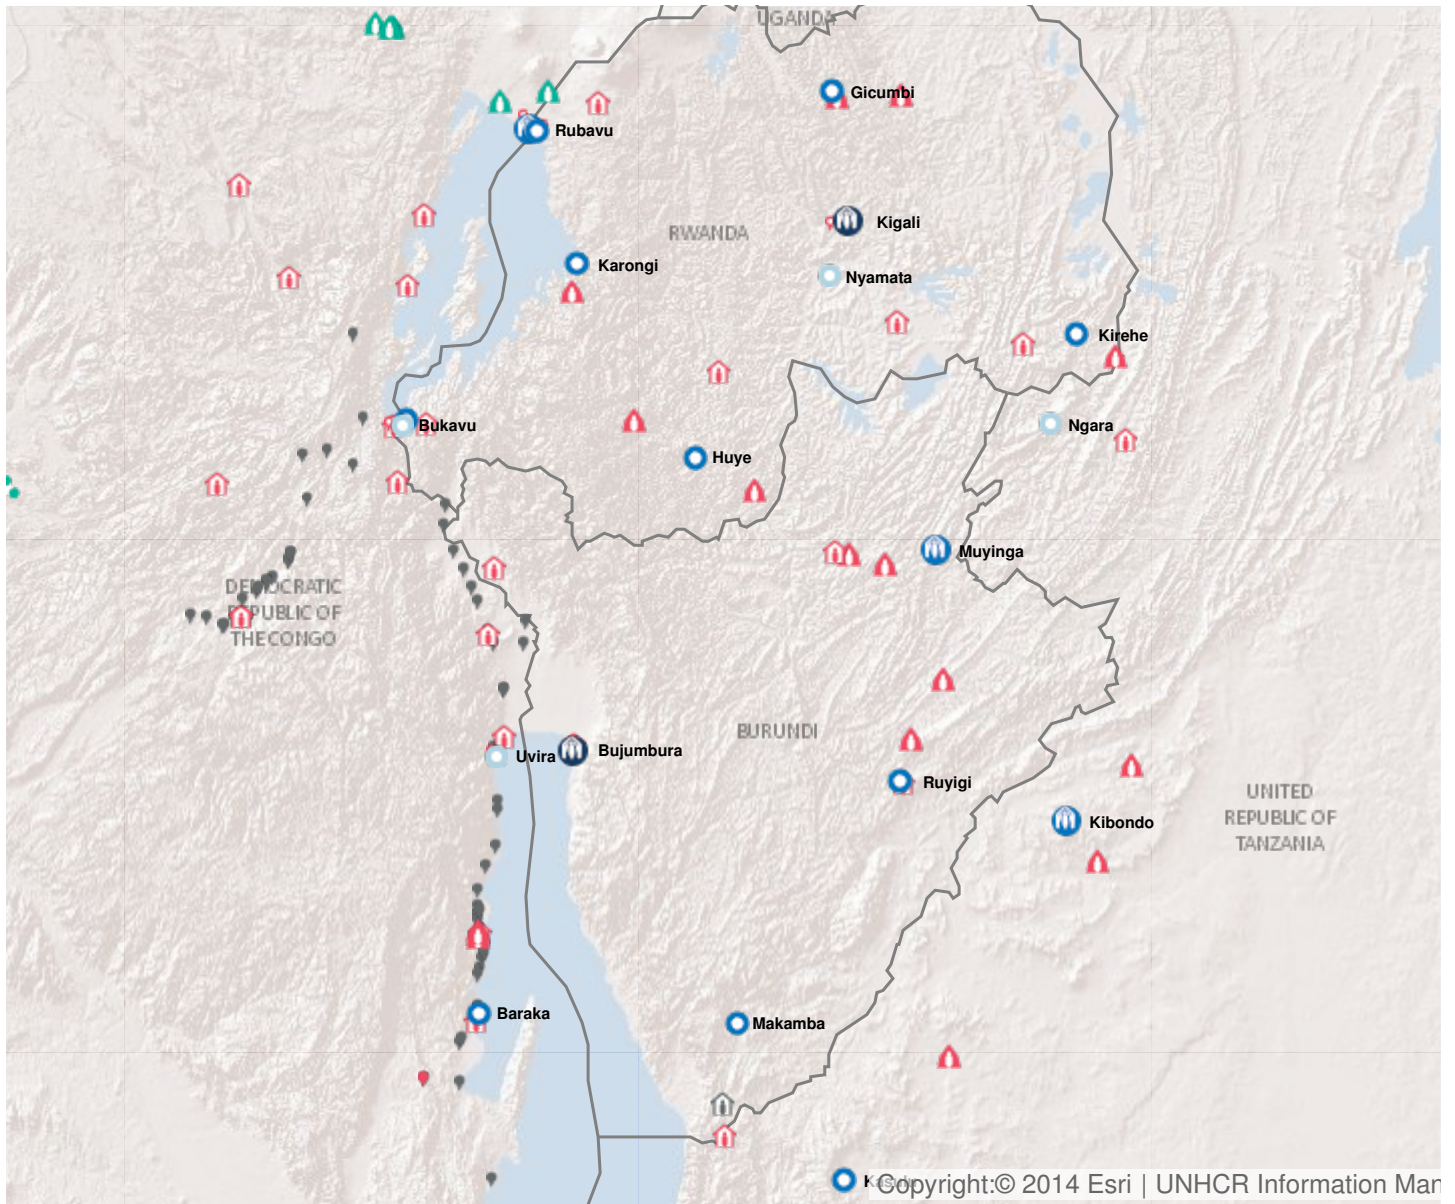 UGANDA
Gicumbi
Rubavu
Kigali
RWANDA
Karongi
Nyamata
Kirehe
Bukavu
Ngara
Huye
Muyinga
DEMOCRATIC
REPUBLIC OF
THE CONGO
BURUNDI
Bujumbura
Uvira
Ruyigi
UNITED
REPUBLIC OF
TANZANIA
Kibondo
Baraka
Makamba
Copyright:© 2014 Esri | UNHCR Information Man